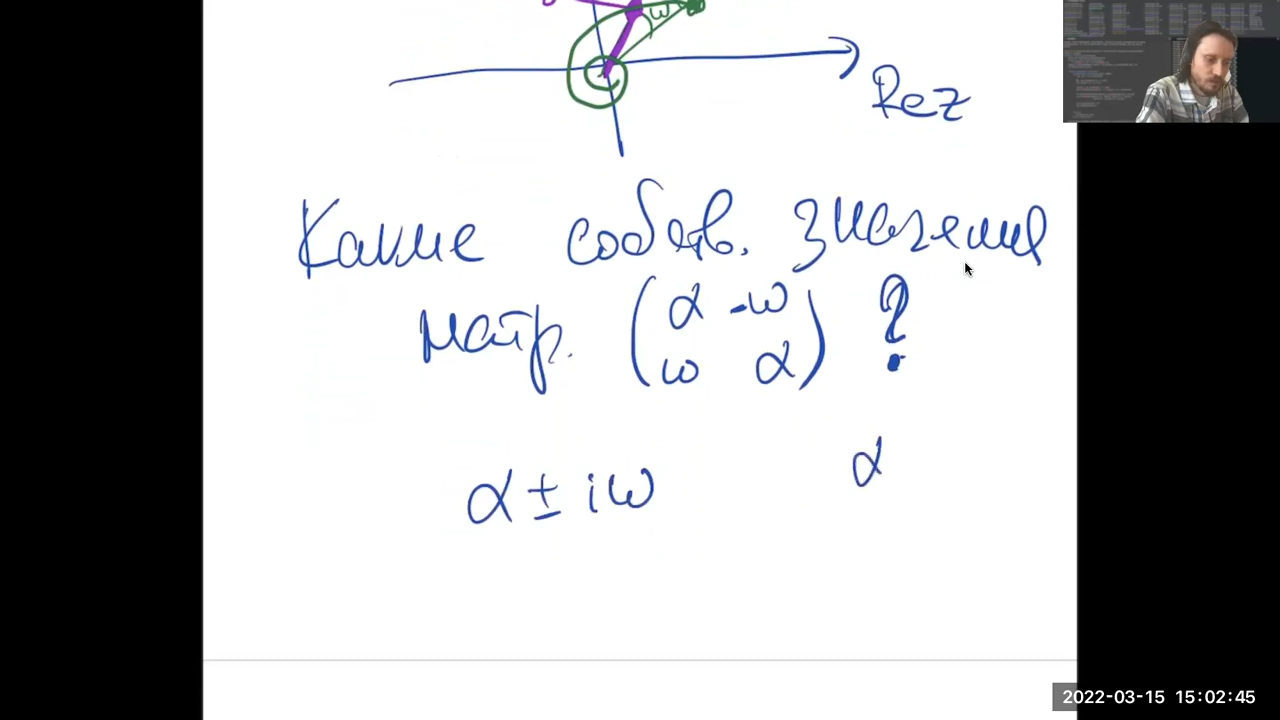 ω
Re z
Какие собств. значения
матр. (α -ω
ω α) ?
α ± iω
α
2022-03-15 15:02:45